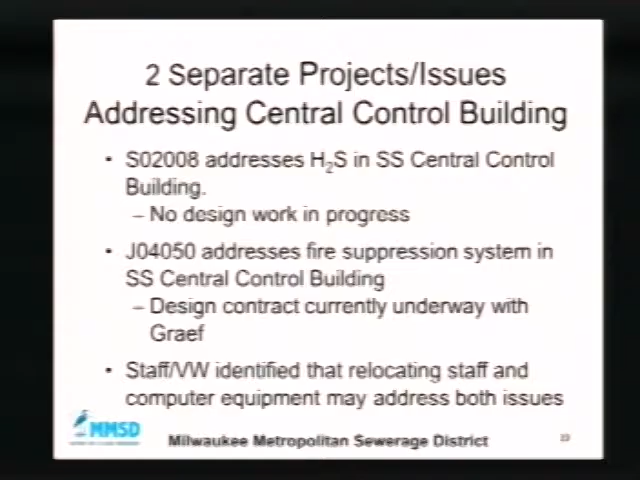 2 Separate Projects/Issues
Addressing Central Control Building
• S02008 addresses H₂S in SS Central Control
Building.
– No design work in progress
• J04050 addresses fire suppression system in
SS Central Control Building
– Design contract currently underway with
Graef
• Staff/VW identified that relocating staff and
computer equipment may address both issues
MMSD
Milwaukee Metropolitan Sewerage District